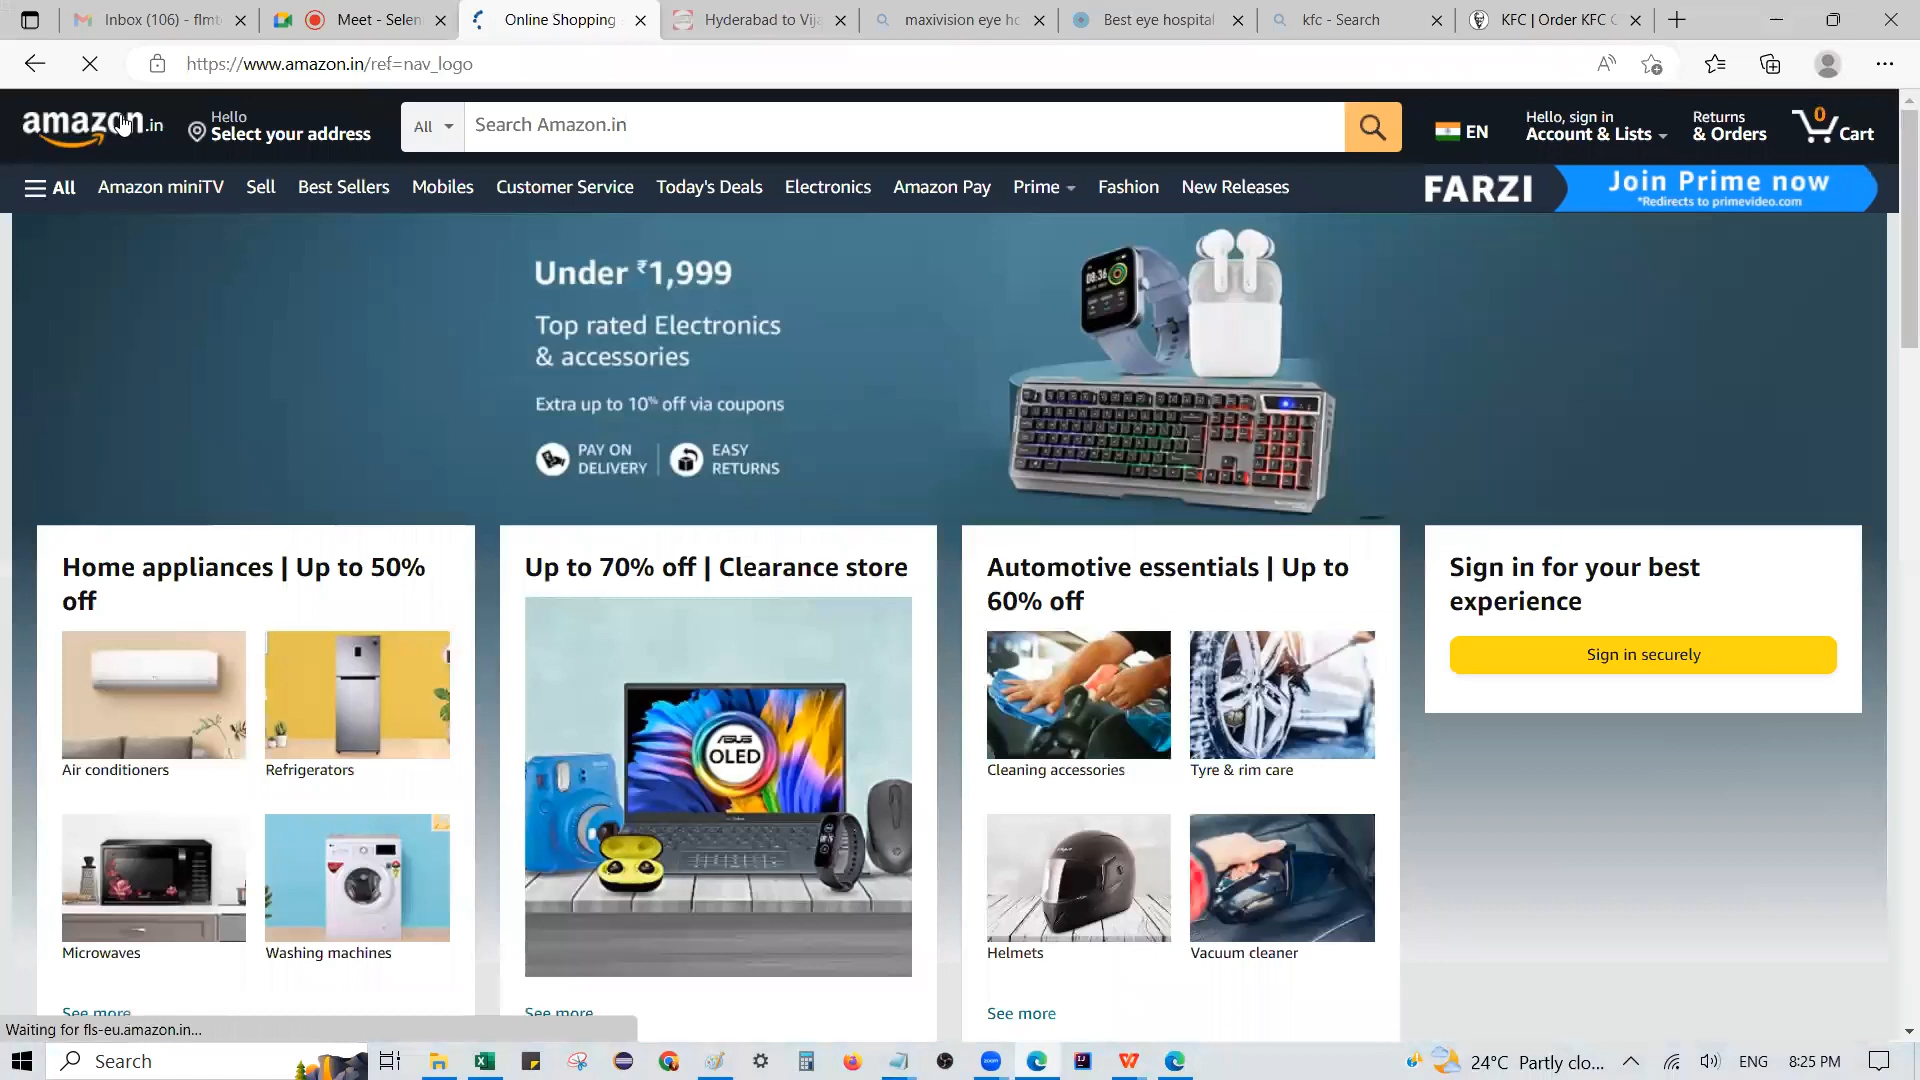 Inbox (106) - flmt
Meet - Selen
Online Shopping
Hyderabad to Vija
maxivision eye ho
Best eye hospital
kfc - Search
KFC | Order KFC C
https://www.amazon.in/ref=nav_logo
amazon.in
Hello
Select your address
All
Search Amazon.in
EN
Hello, sign in
Account & Lists
Returns
& Orders
0
Cart
All
Amazon miniTV
Sell
Best Sellers
Mobiles
Customer Service
Today's Deals
Electronics
Amazon Pay
Prime
Fashion
New Releases
FARZI
Join Prime now
*Redirects to primevideo.com
Under ₹1,999
Top rated Electronics
& accessories
Extra up to 10% off via coupons
PAY ON
DELIVERY
EASY
RETURNS
08:36
Home appliances | Up to 50%
off
Air conditioners
Refrigerators
Microwaves
Washing machines
See more
Up to 70% off | Clearance store
ASUS
OLED
See more
Automotive essentials | Up to
60% off
Cleaning accessories
Tyre & rim care
Helmets
Vacuum cleaner
See more
Sign in for your best
experience
Sign in securely
Waiting for fls-eu.amazon.in...
Search
24°C Partly clo...
ENG
8:25 PM